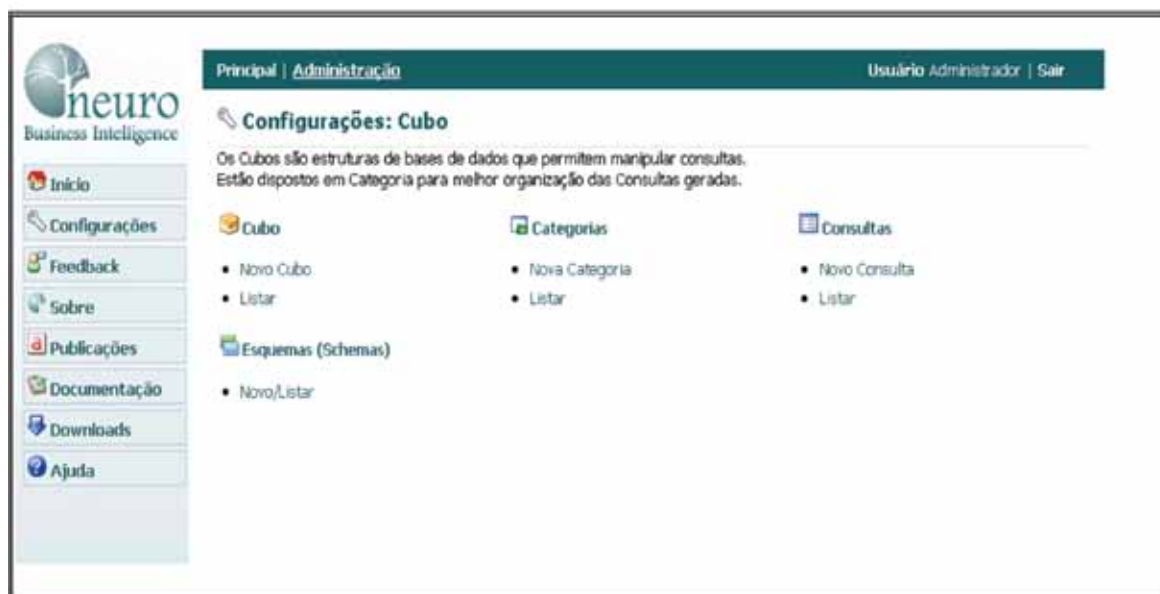 neuro
Business Intelligence
Principal | Administração
Usuário Administrador | Sair
Início
Configurações
Feedback
Sobre
Publicações
Documentação
Downloads
Ajuda
Configurações: Cubo
Os Cubos são estruturas de bases de dados que permitem manipular consultas.
Estão dispostos em Categoria para melhor organização das Consultas geradas.
Cubo
• Novo Cubo
• Listar
Categorias
• Nova Categoria
• Listar
Consultas
• Novo Consulta
• Listar
Esquemas (Schemas)
• Novo/Listar